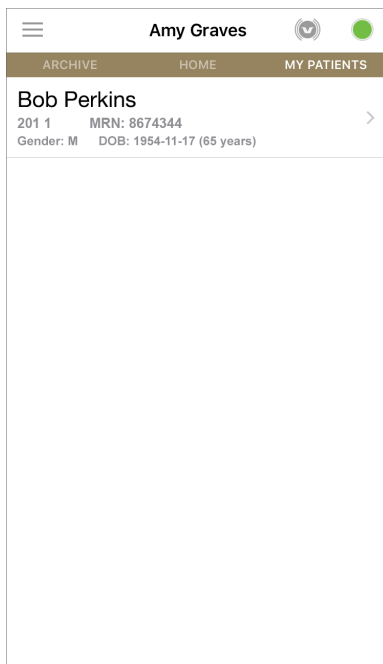 Amy Graves
ARCHIVE HOME MY PATIENTS
Bob Perkins
201 1 MRN: 8674344
Gender: M DOB: 1954-11-17 (65 years)